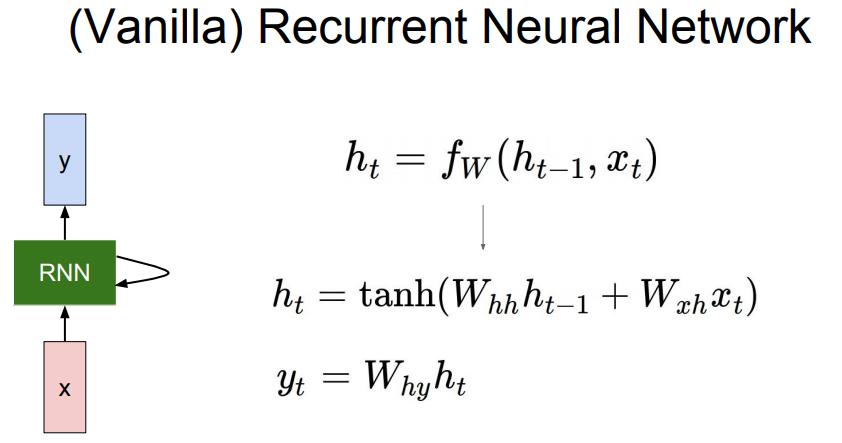 (Vanilla) Recurrent Neural Network
y
RNN
x
h_t = f_W(h_{t−1}, x_t)
h_t = tanh(W_{hh}h_{t−1} + W_{xh}x_t)
y_t = W_{hy}h_t